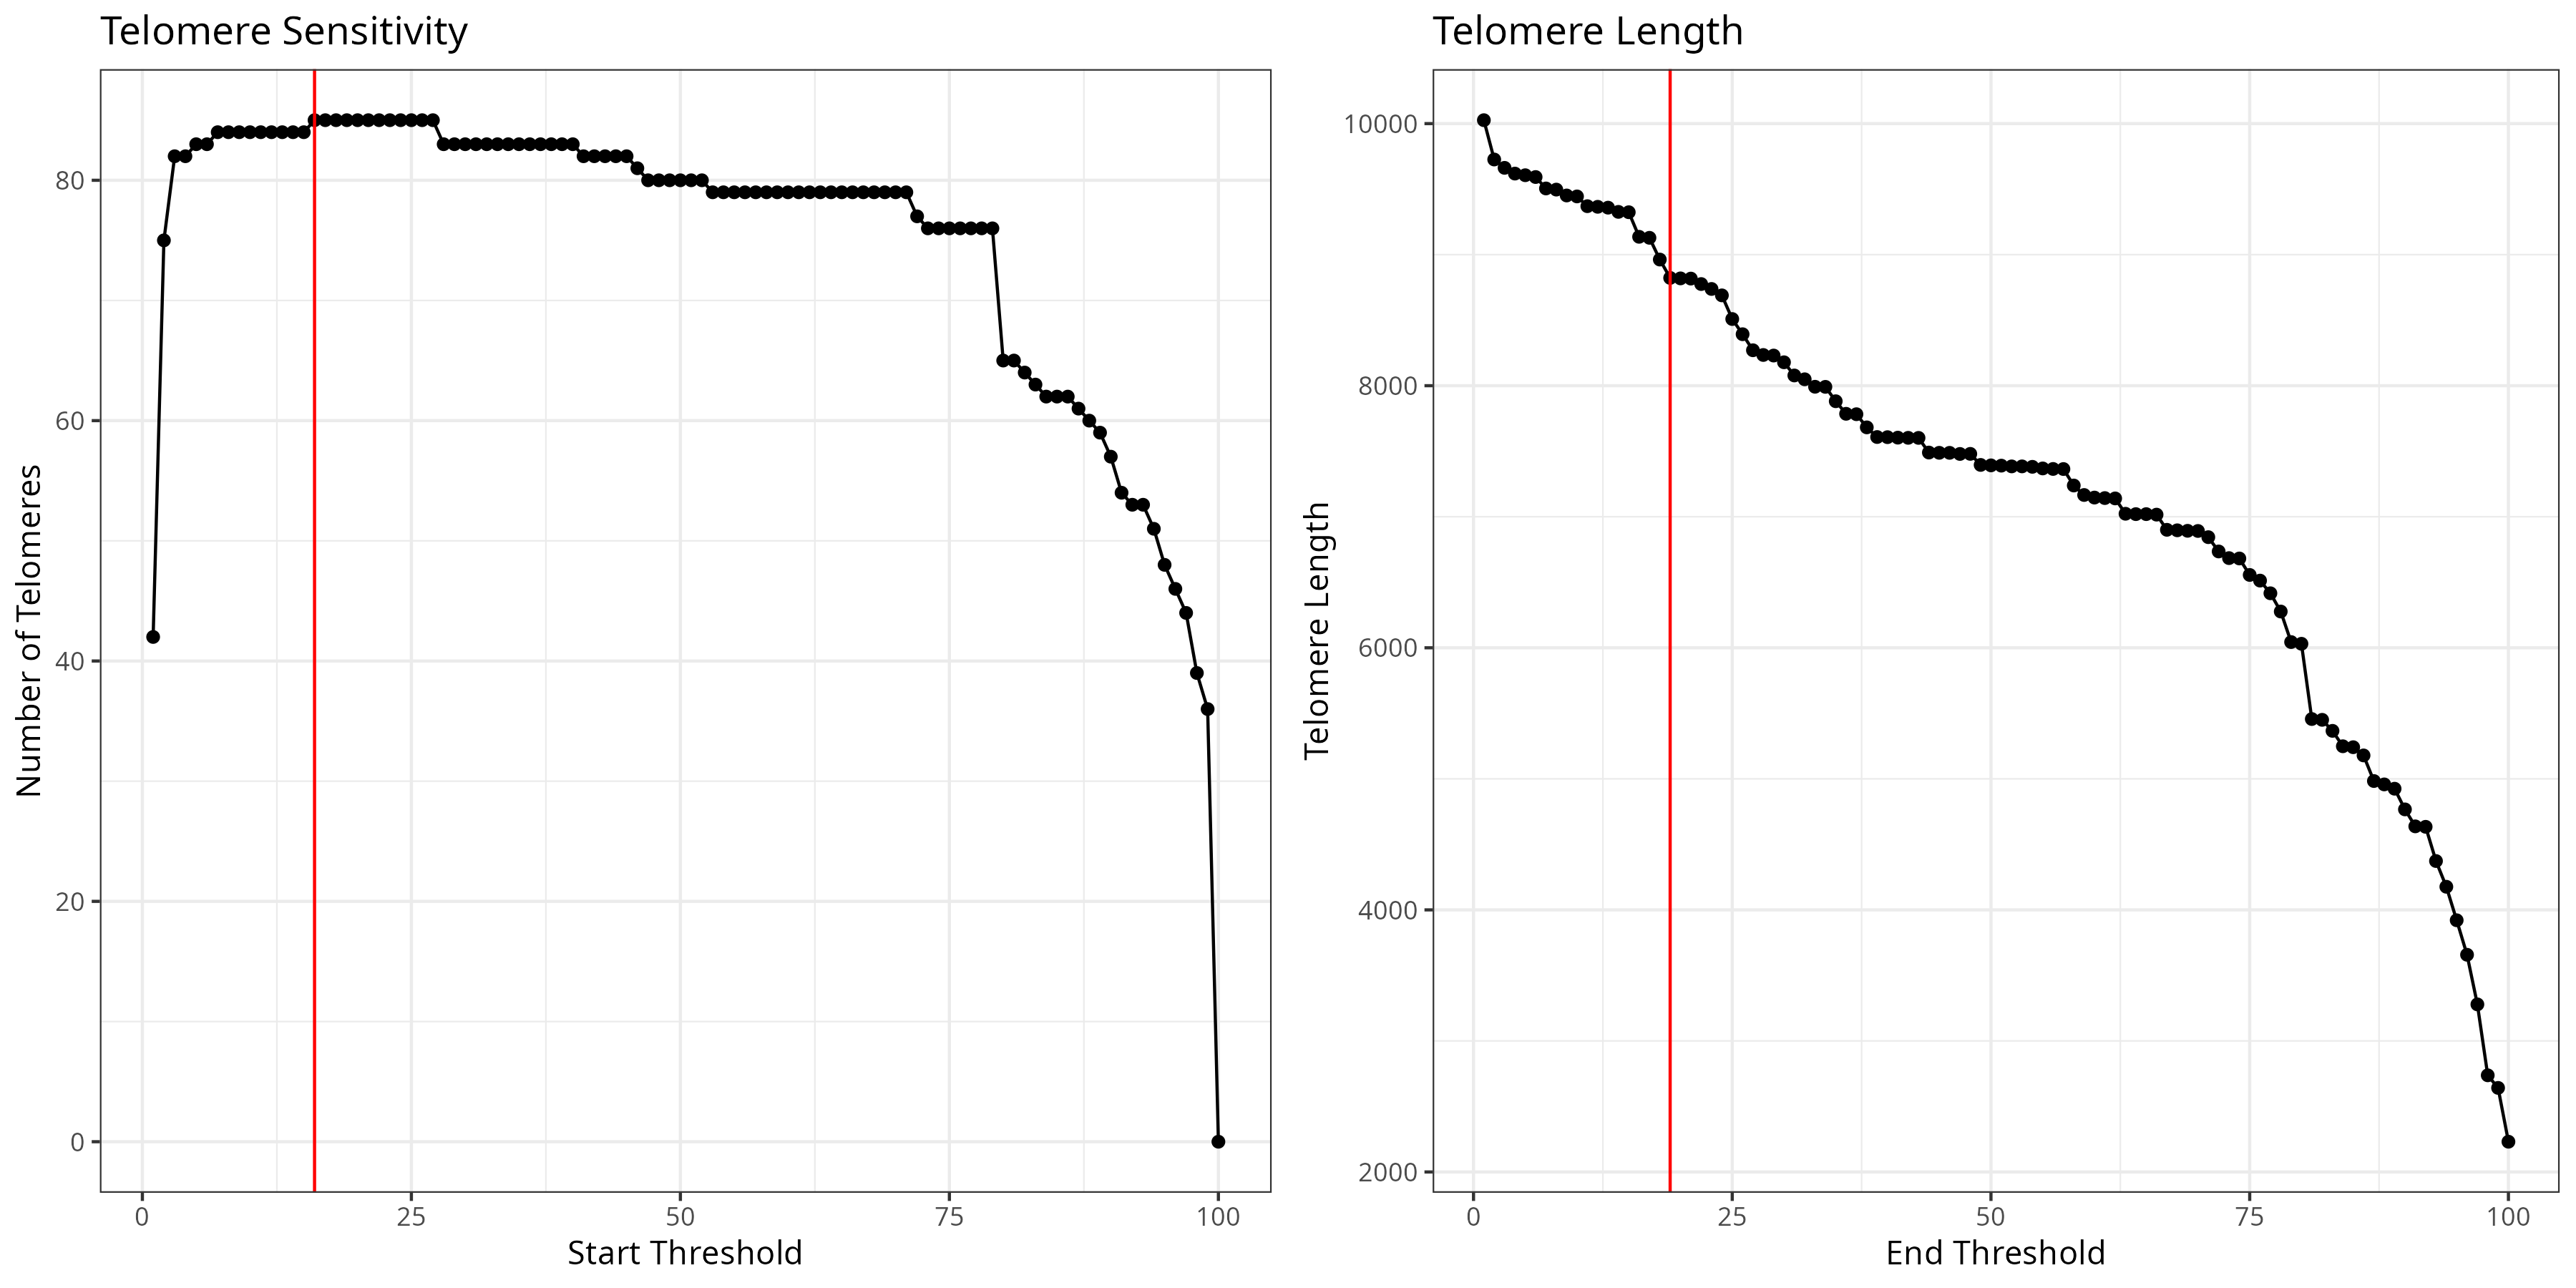 Telomere Sensitivity
Number of Telomeres
80
60
40
20
0
0 25 50 75 100
Start Threshold
Telomere Length
Telomere Length
10000
8000
6000
4000
2000
0 25 50 75 100
End Threshold